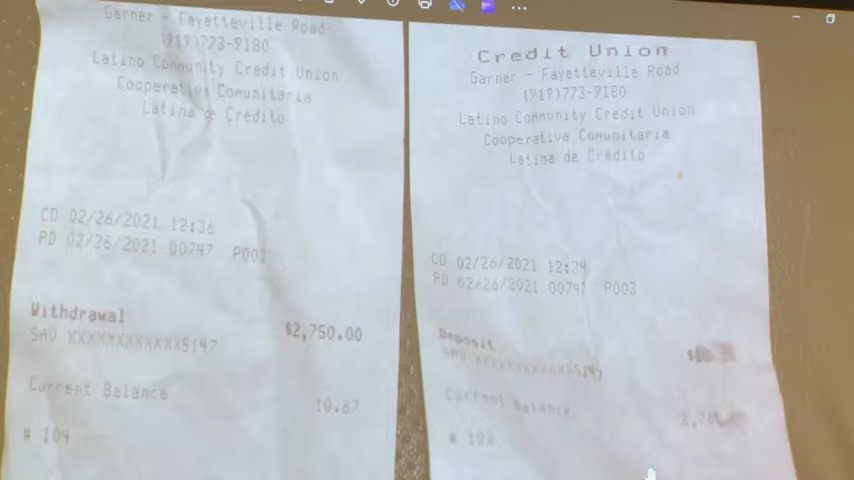 Garner - Fayetteville Road
(919)773-9180
Latino Community Credit Union
Cooperativa Comunitaria
Latina de Crédito
CD 02/26/2021 12:36
PD 02/26/2021 00747 P003
Withdrawal
SAV XXXXXXXXXXXX5147 $2,750.00
Current Balance 10.67
# 104
Credit Union
Garner - Fayetteville Road
(919)773-9180
Latino Community Credit Union
Cooperativa Comunitaria
Latina de Crédito
CD 02/26/2021 12:34
PD 02/26/2021 00747 P003
Deposit
SAV XXXXXXXXXXXX5147
Current Balance
# 102